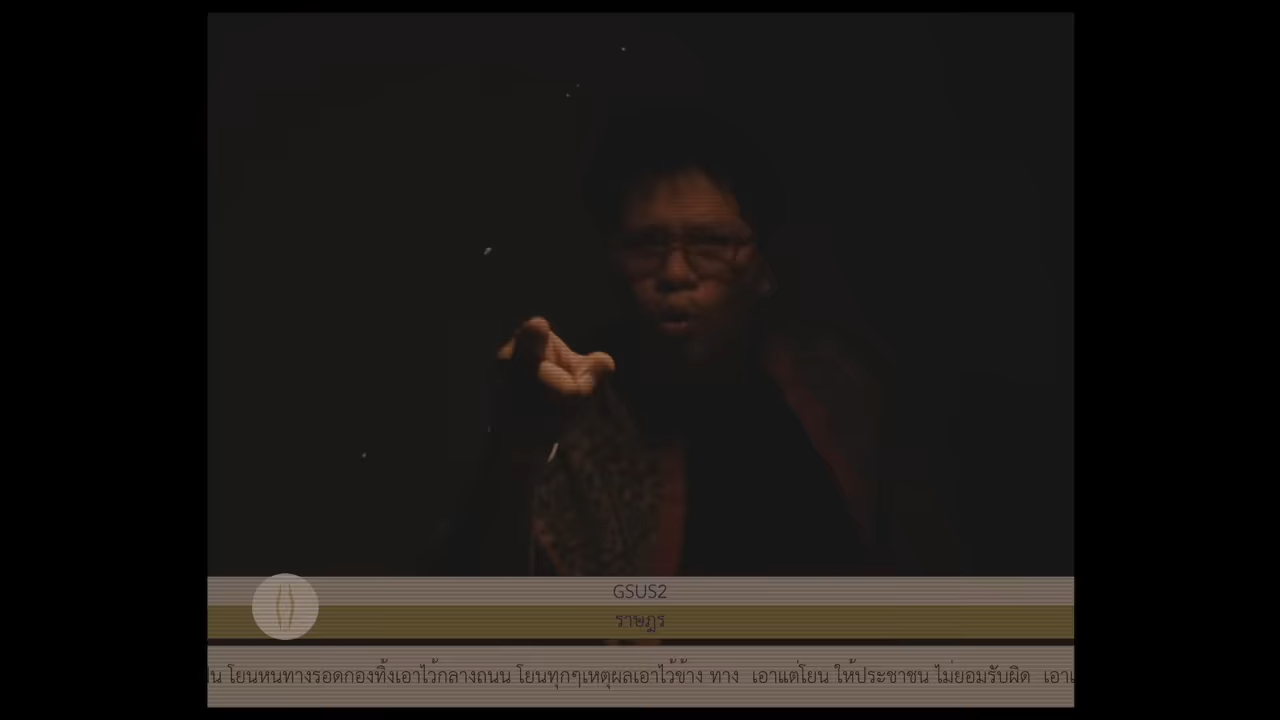 GSUS2
ราษฎร
โยนหนทางรอดกองทิ้งเอาไว้กลางถนน โยนทุกๆเหตุผลเอาไว้ข้าง ทาง เอาแต่โยน ให้ประชาชน ไม่ยอมรับผิด